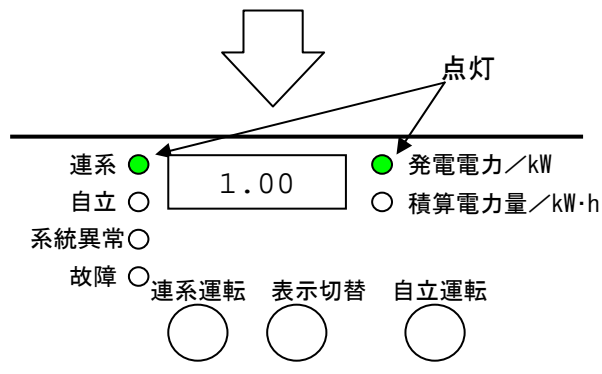 点灯
連系
1.00
発電電力／kW
自立
積算電力量／kW·h
系統異常
故障
連系運転 表示切替 自立運転